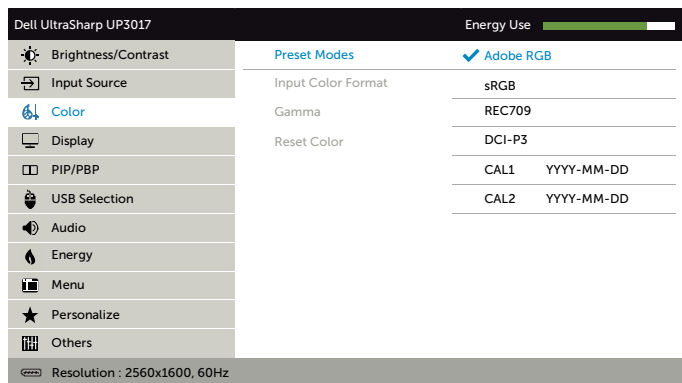 Dell UltraSharp UP3017 Energy Use
Brightness/Contrast Preset Modes Adobe RGB
Input Source Input Color Format sRGB
Color Gamma REC709
Display Reset Color DCI-P3
PIP/PBP CAL1 YYYY-MM-DD
USB Selection CAL2 YYYY-MM-DD
Audio
Energy
Menu
Personalize
Others
Resolution : 2560x1600, 60Hz